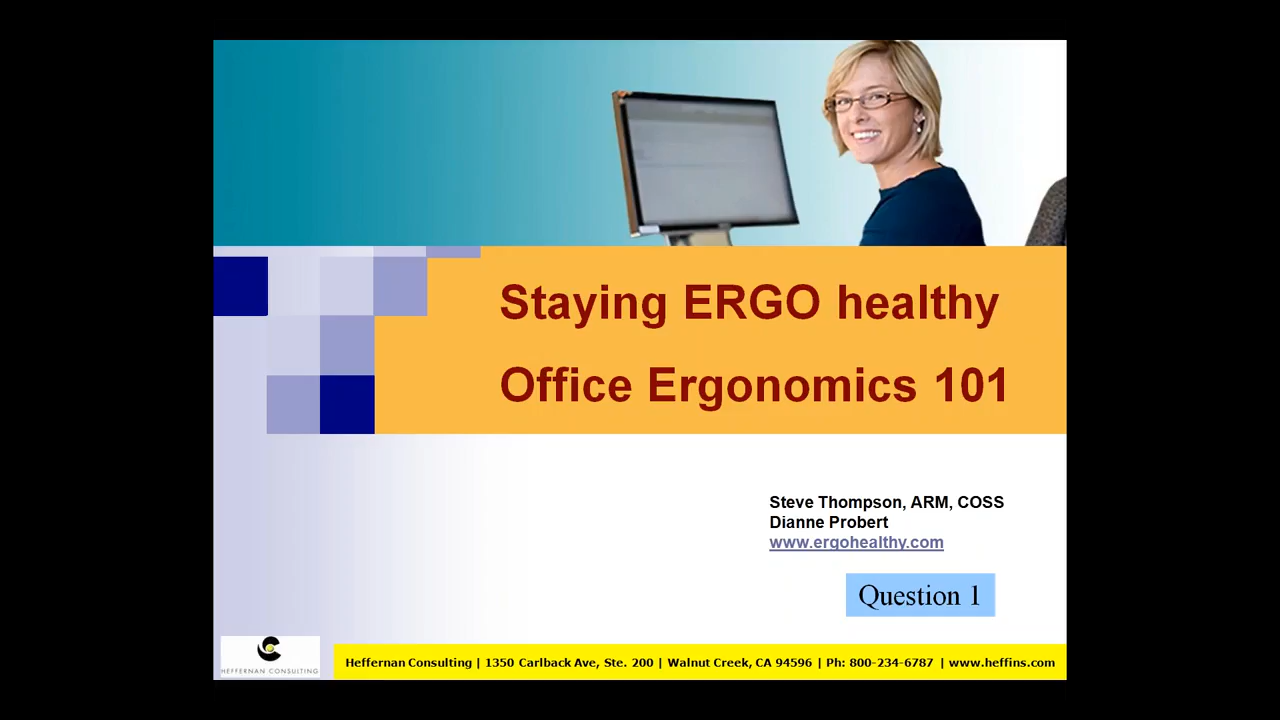 Staying ERGO healthy
Office Ergonomics 101
Steve Thompson, ARM, COSS
Dianne Probert
www.ergohealthy.com
Question 1
HEFFERNAN CONSULTING
Heffernan Consulting | 1350 Carlback Ave, Ste. 200 | Walnut Creek, CA 94596 | Ph: 800-234-6787 | www.heffins.com